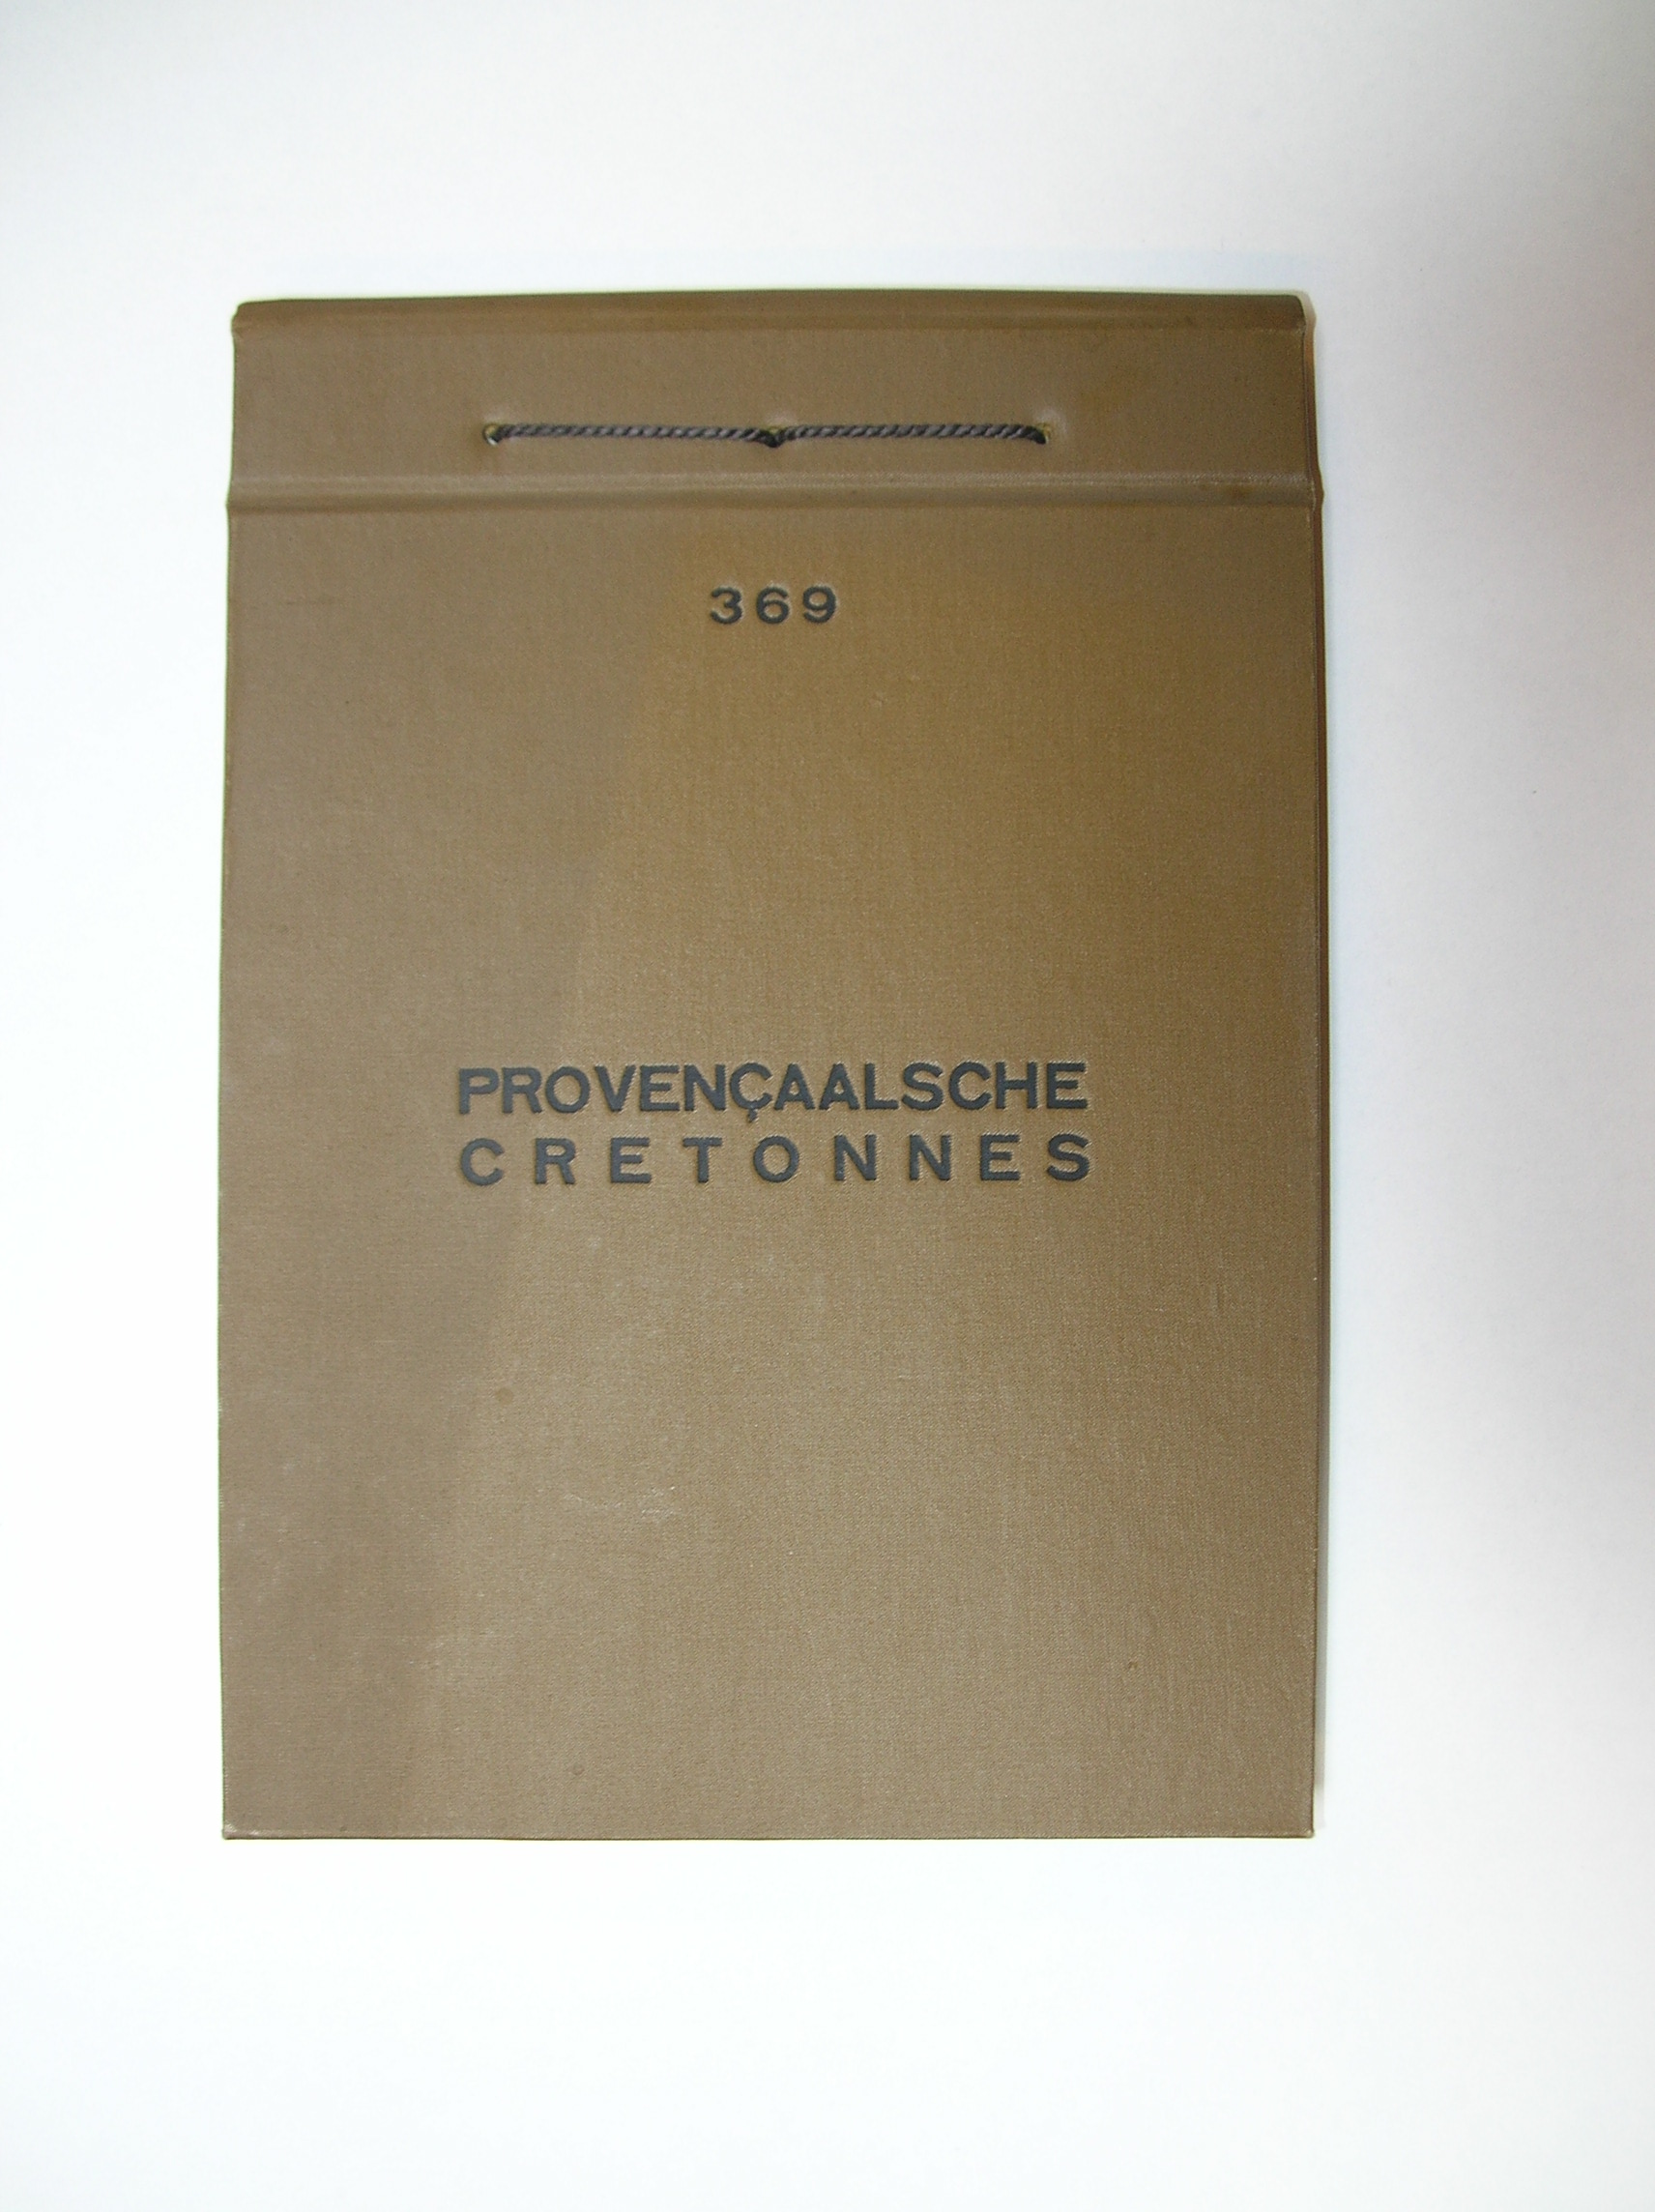 369
PROVENÇAALSCHE
CRETONNES